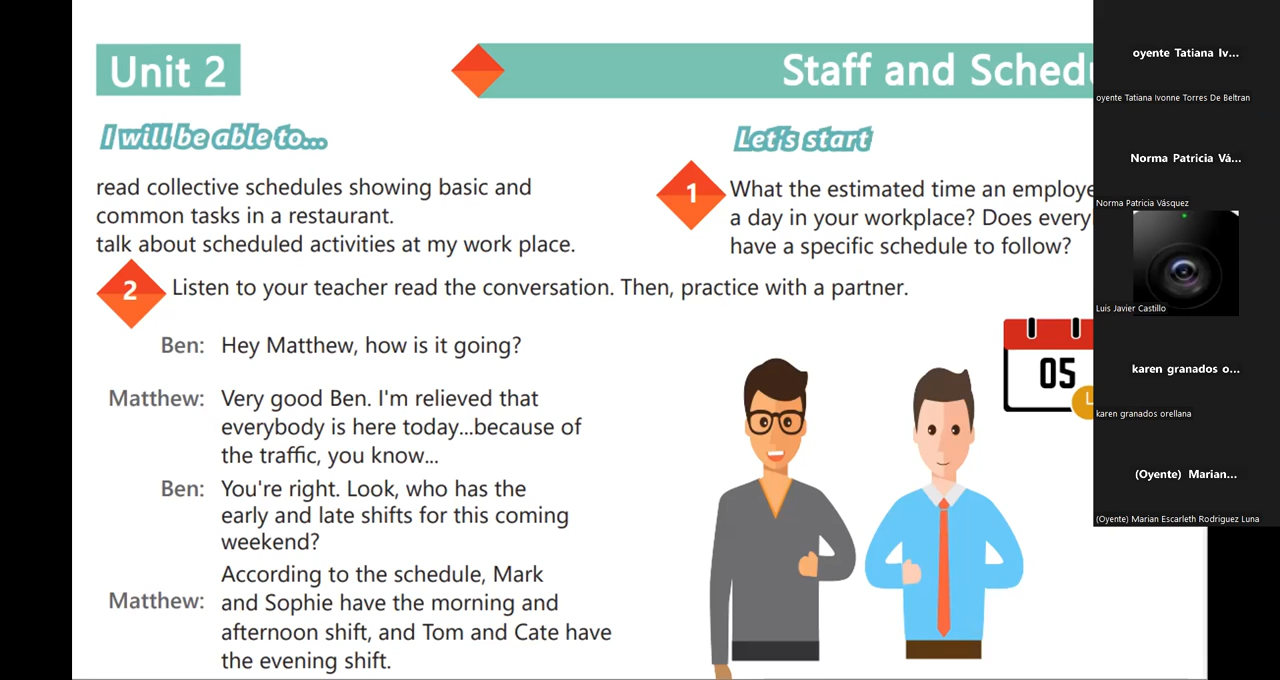 Unit 2
Staff and Schedu
I will be able to...
read collective schedules showing basic and
common tasks in a restaurant.
talk about scheduled activities at my work place.
Let's start
1
What the estimated time an employe
a day in your workplace? Does every
have a specific schedule to follow?
2
Listen to your teacher read the conversation. Then, practice with a partner.
Ben: Hey Matthew, how is it going?
Matthew: Very good Ben. I'm relieved that
everybody is here today...because of
the traffic, you know...
Ben: You're right. Look, who has the
early and late shifts for this coming
weekend?
According to the schedule, Mark
Matthew: and Sophie have the morning and
afternoon shift, and Tom and Cate have
the evening shift.
05
oyente Tatiana Iv...
oyente Tatiana Ivonne Torres De Beltran
Norma Patricia Vá...
Norma Patricia Vásquez
Luis Javier Castillo
karen granados o...
karen granados orellana
(Oyente) Marian...
(Oyente) Marian Escarleth Rodriguez Luna